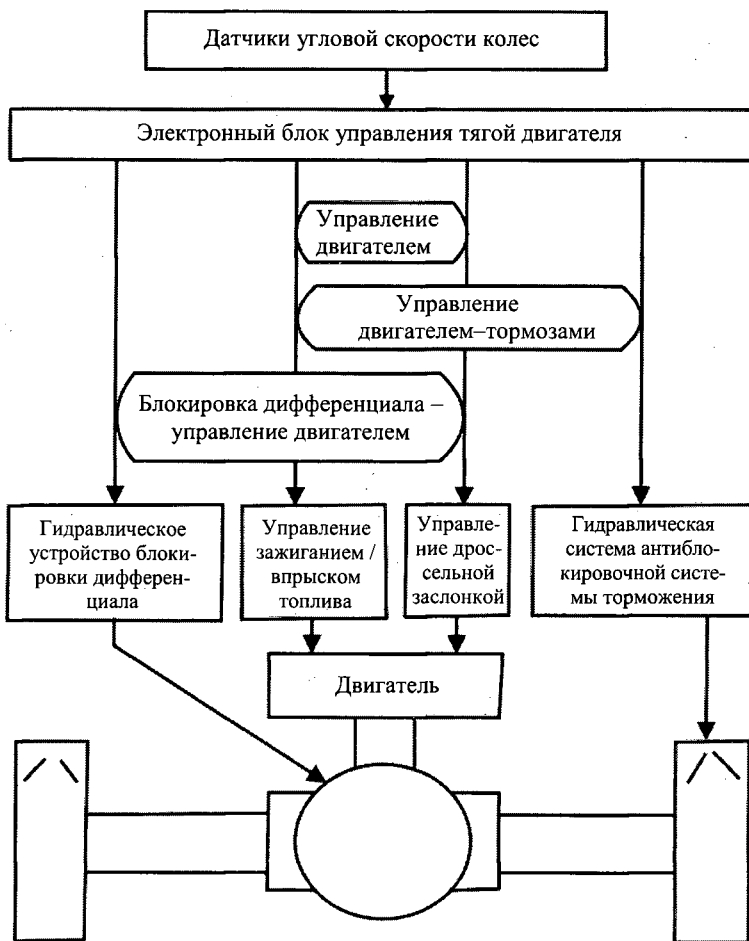 Датчики угловой скорости колес
Электронный блок управления тягой двигателя
Управление
двигателем
Управление
двигателем–тормозами
Блокировка дифференциала –
управление двигателем
Гидравлическое
устройство блоки-
ровки дифферен-
циала
Управление
зажиганием /
впрыском
топлива
Управле-
ние дрос-
сельной
заслонкой
Гидравлическая
система антибло-
кировочной систе-
мы торможения
Двигатель